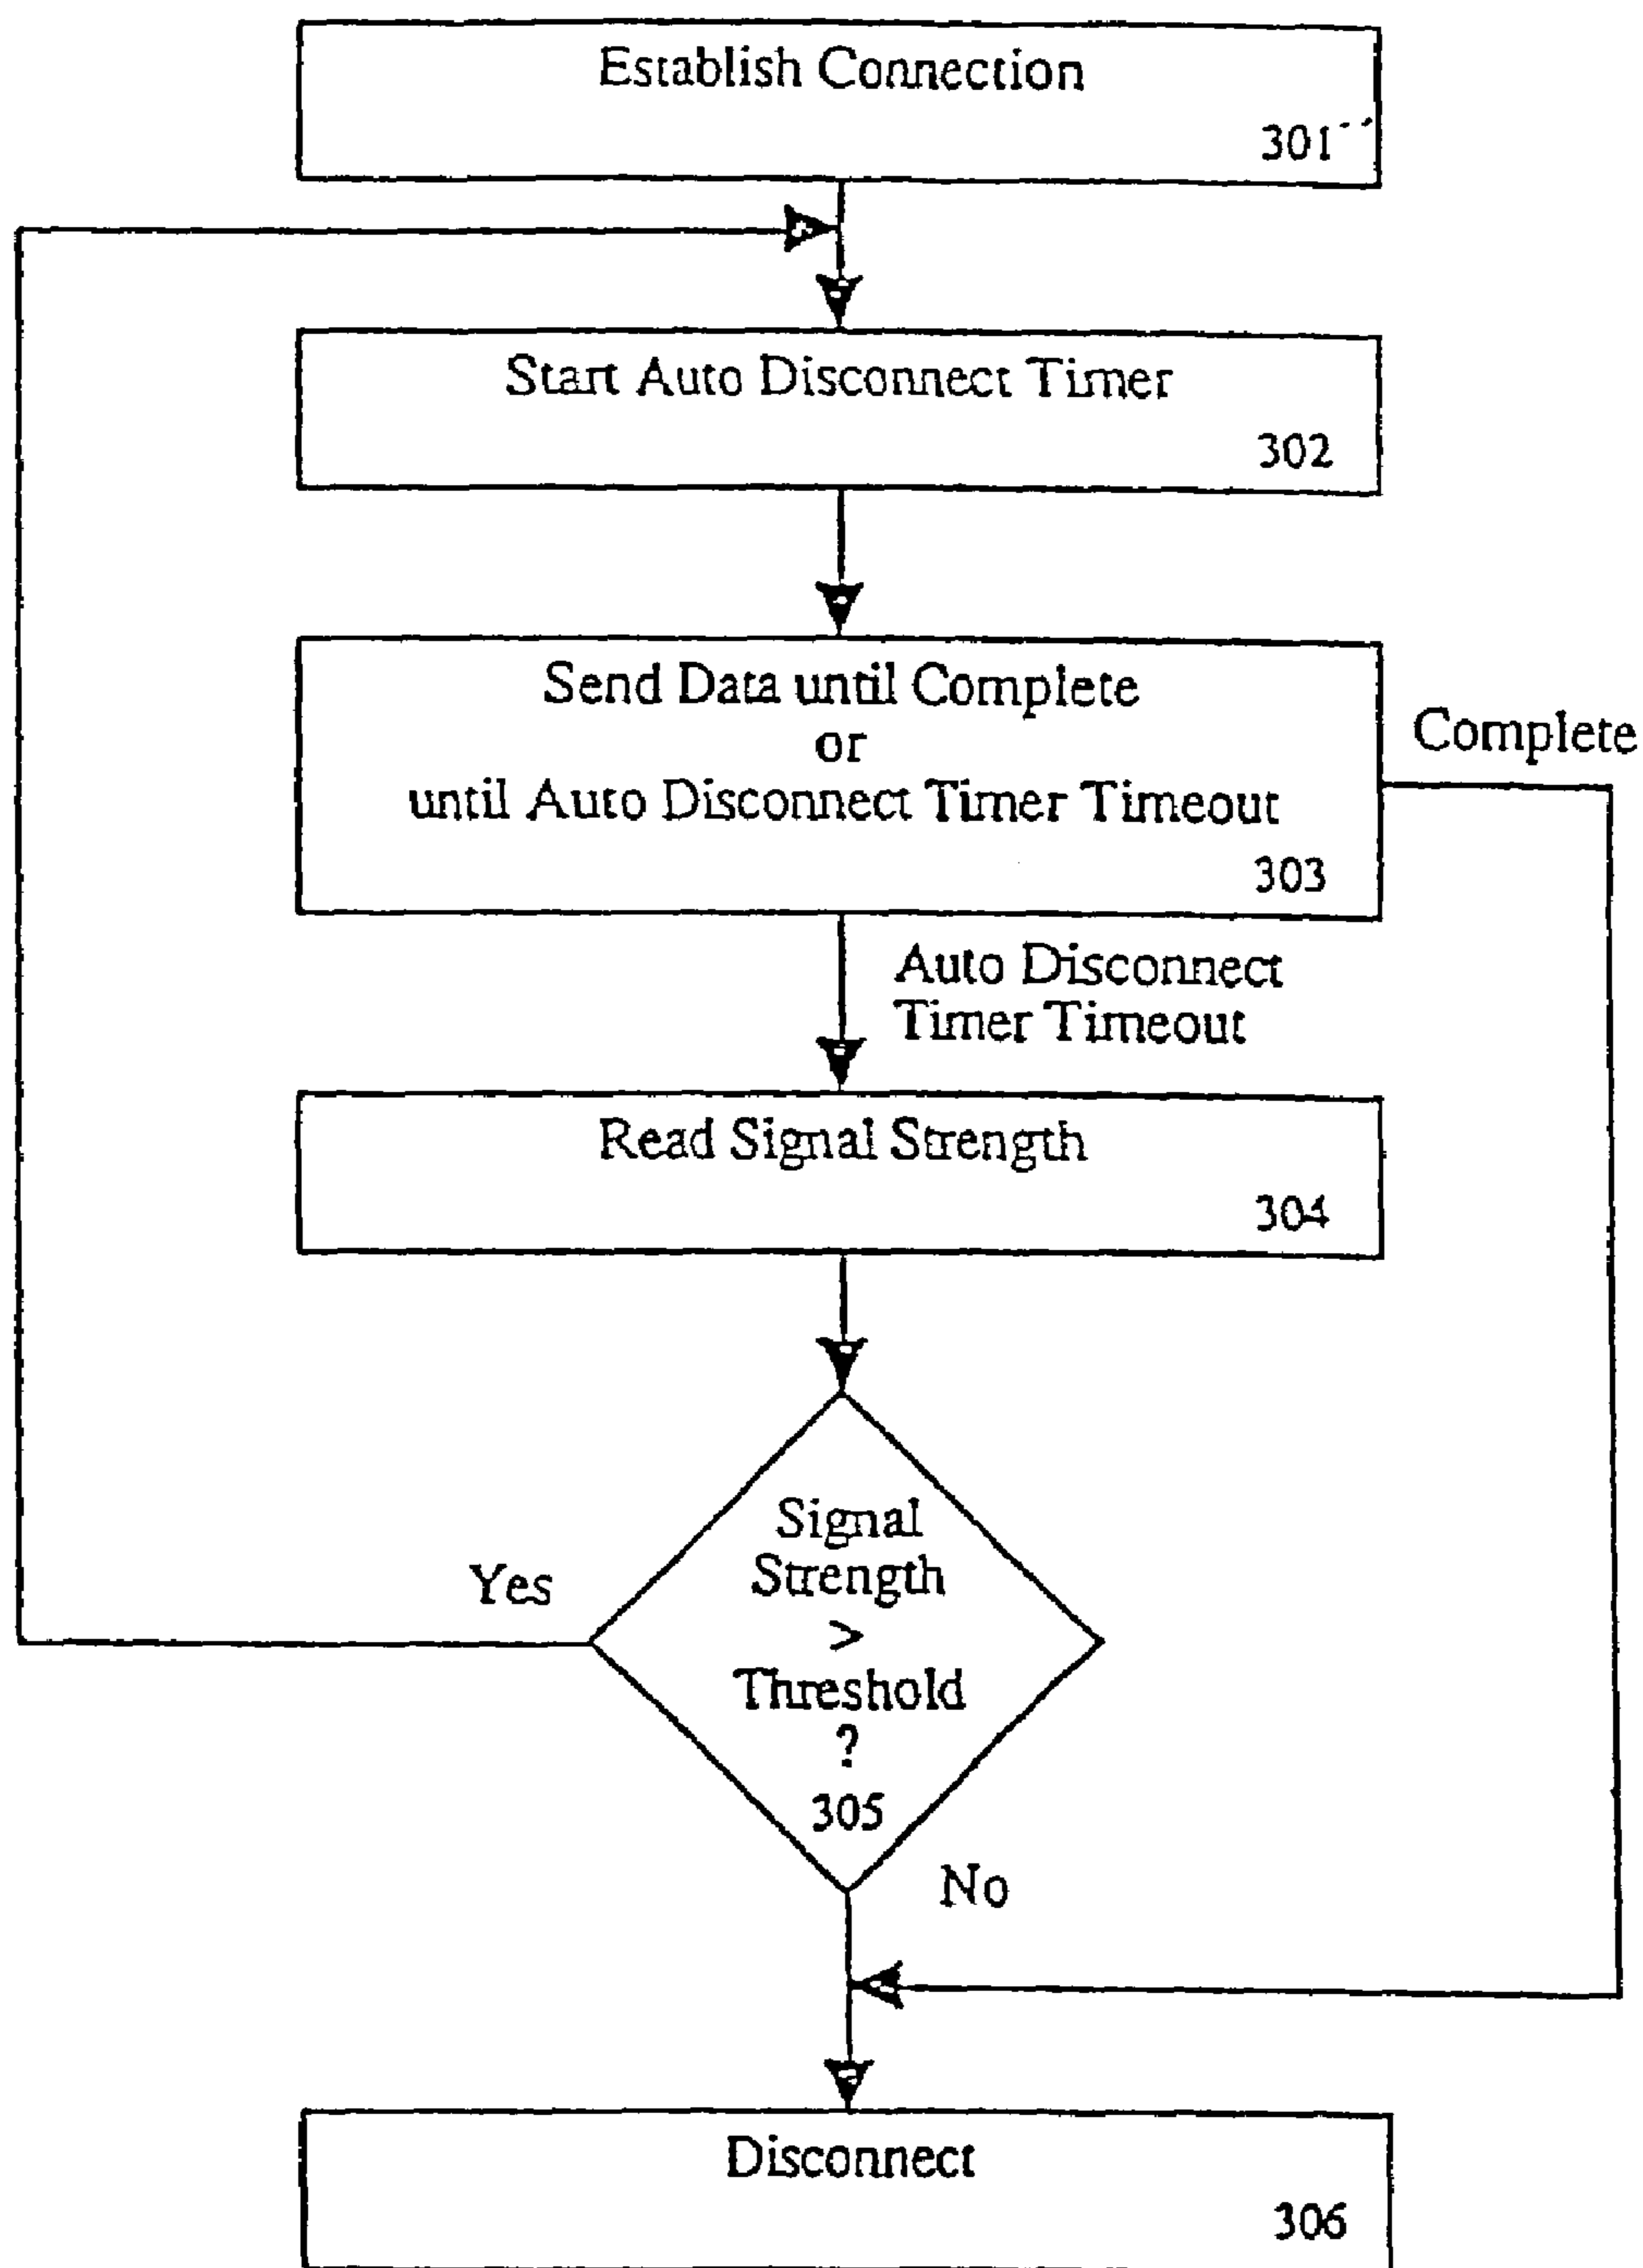 Establish Connection
301
Start Auto Disconnect Timer
302
Send Data until Complete
or
until Auto Disconnect Timer Timeout
303
Complete
Auto Disconnect
Timer Timeout
Read Signal Strength
304
Signal
Strength
>
Threshold
?
305
Yes
No
Disconnect
306